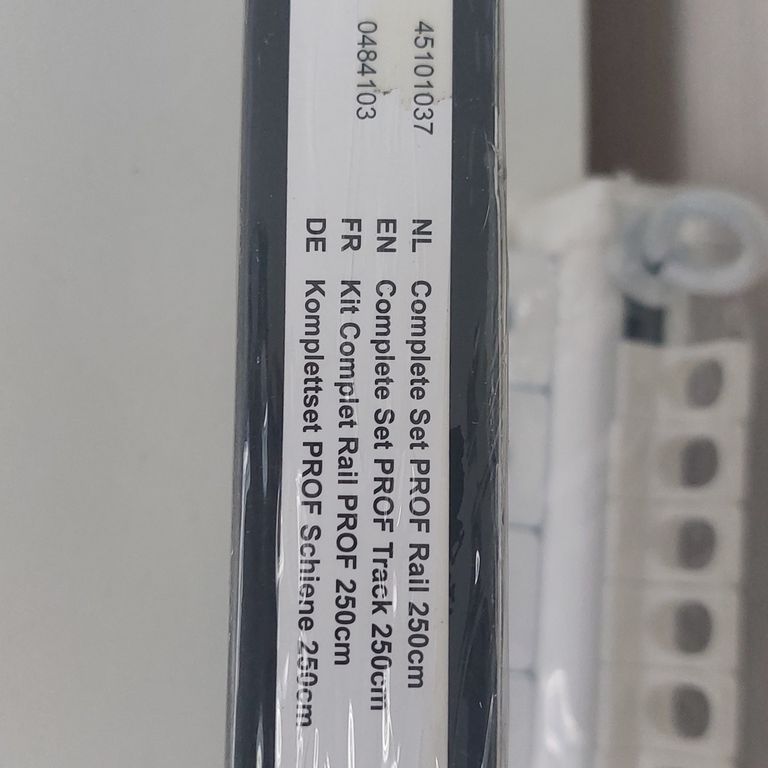 45101037
0484103
NL Complete Set PROF Rail 250cm
EN Complete Set PROF Track 250cm
FR Kit Complet Rail PROF 250cm
DE Komplettset PROF Schiene 250cm